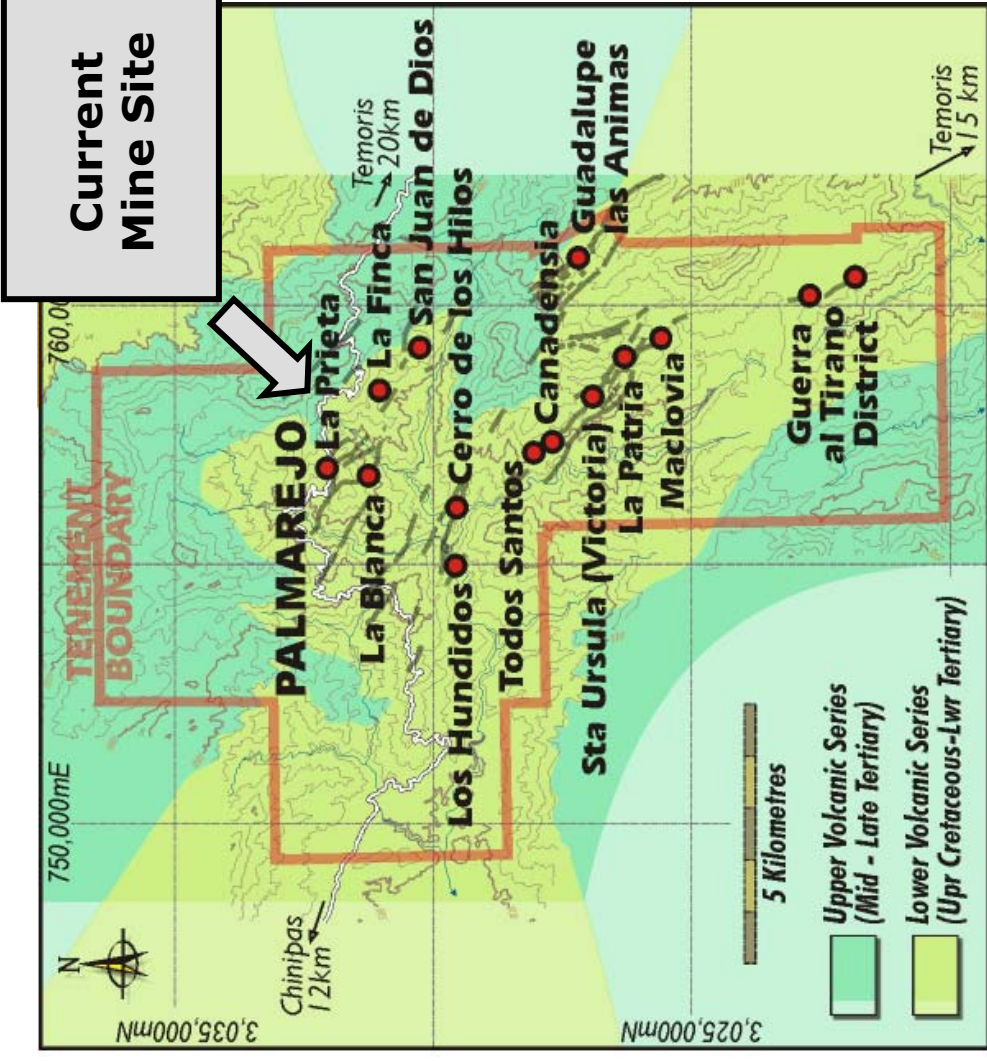 Current
Mine Site
TENEMENT
BOUNDARY
750,000mE
760,00
3,035,000mN
3,025,000mN
N
Chinipas
12km
Temoris
20km
Temoris
15 km
PALMAREJO
La Prieta
La Blanca
La Finca
San Juan de Dios
Los Hundidos
Cerro de los Hilos
Todos Santos
Canadensia
Guadalupe
las Animas
Sta Ursula (Victoria)
La Patria
Maclovia
Guerra
al Tirano
District
5 Kilometres
Upper Volcanic Series
(Mid - Late Tertiary)
Lower Volcanic Series
(Upr Cretaceous-Lwr Tertiary)